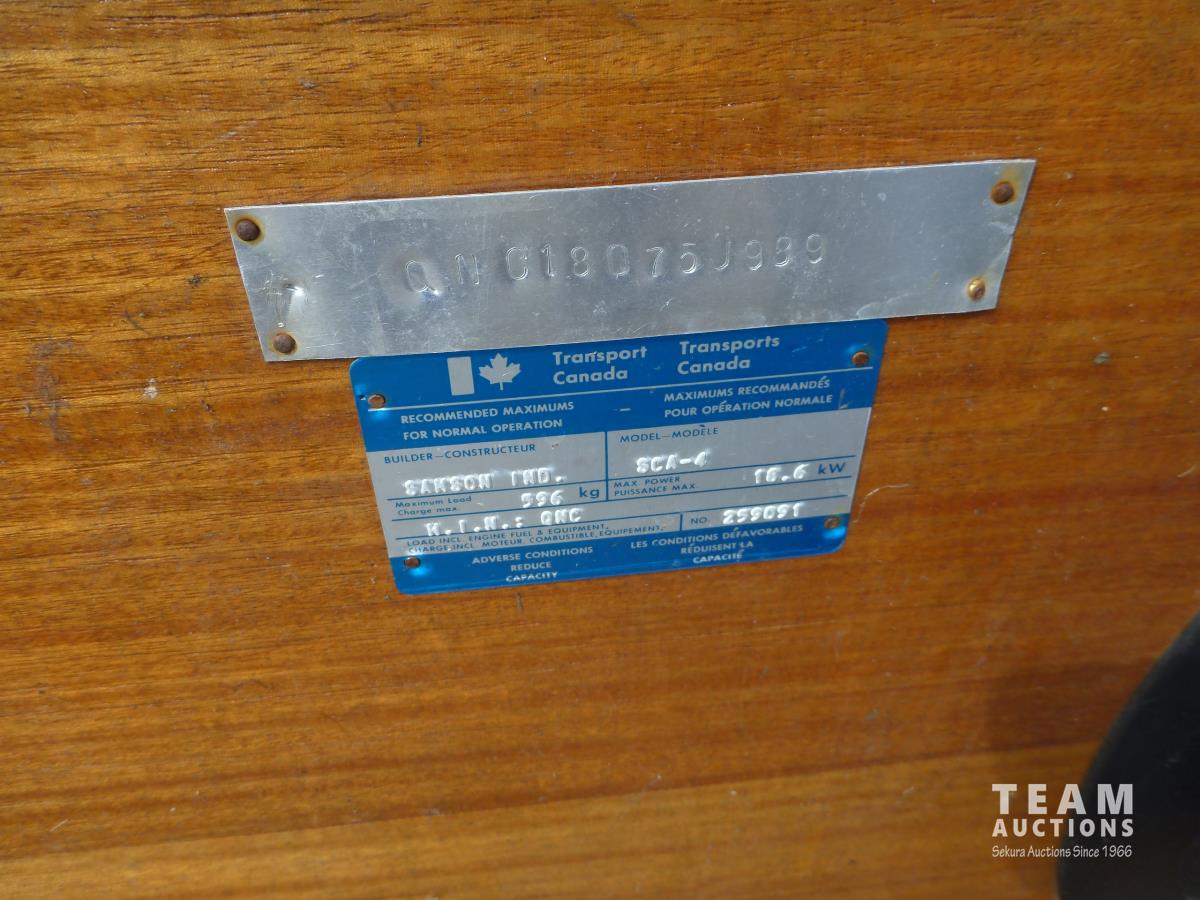 QNC18075J989
Transport Canada
Transports Canada
RECOMMENDED MAXIMUMS FOR NORMAL OPERATION
–
MAXIMUMS RECOMMANDÉS POUR OPÉRATION NORMALE
BUILDER—CONSTRUCTEUR
SAMSON IND.
MODEL—MODÈLE
SCA-4
Maximum Load
Charge max.
596 kg
MAX. POWER
PUISSANCE MAX.
18.6 kW
M.I.N.: QNC
NO. 259091
LOAD INCL. ENGINE FUEL & EQUIPMENT.
CHARGE INCL. MOTEUR, COMBUSTIBLE, EQUIPEMENT.
ADVERSE CONDITIONS
REDUCE
CAPACITY
LES CONDITIONS DÉFAVORABLES
RÉDUISENT LA
CAPACITÉ
TEAM
AUCTIONS
Sekura Auctions Since 1966